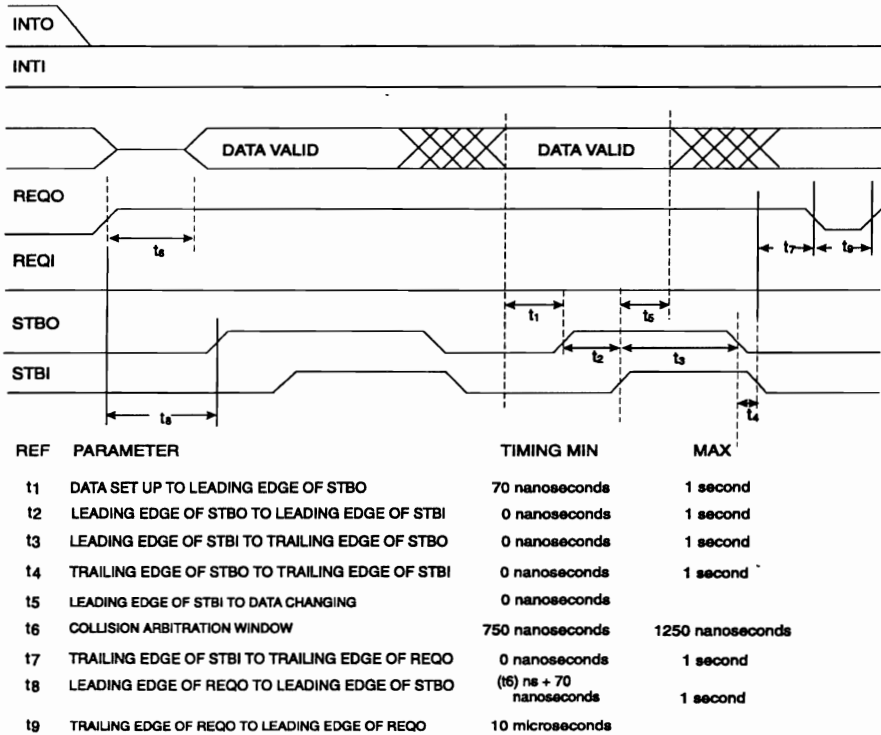 INTO
INTI
DATA VALID DATA VALID
REQO
t6 t7 t9
REQI
t1 t5
STBO
t2 t3
STBI
t8 t4
REF PARAMETER TIMING MIN MAX
t1 DATA SET UP TO LEADING EDGE OF STBO 70 nanoseconds 1 second
t2 LEADING EDGE OF STBO TO LEADING EDGE OF STBI 0 nanoseconds 1 second
t3 LEADING EDGE OF STBI TO TRAILING EDGE OF STBO 0 nanoseconds 1 second
t4 TRAILING EDGE OF STBO TO TRAILING EDGE OF STBI 0 nanoseconds 1 second
t5 LEADING EDGE OF STBI TO DATA CHANGING 0 nanoseconds
t6 COLLISION ARBITRATION WINDOW 750 nanoseconds 1250 nanoseconds
t7 TRAILING EDGE OF STBI TO TRAILING EDGE OF REQO 0 nanoseconds 1 second
t8 LEADING EDGE OF REQO TO LEADING EDGE OF STBO (t6) ns + 70
nanoseconds 1 second
t9 TRAILING EDGE OF REQO TO LEADING EDGE OF REQO 10 microseconds